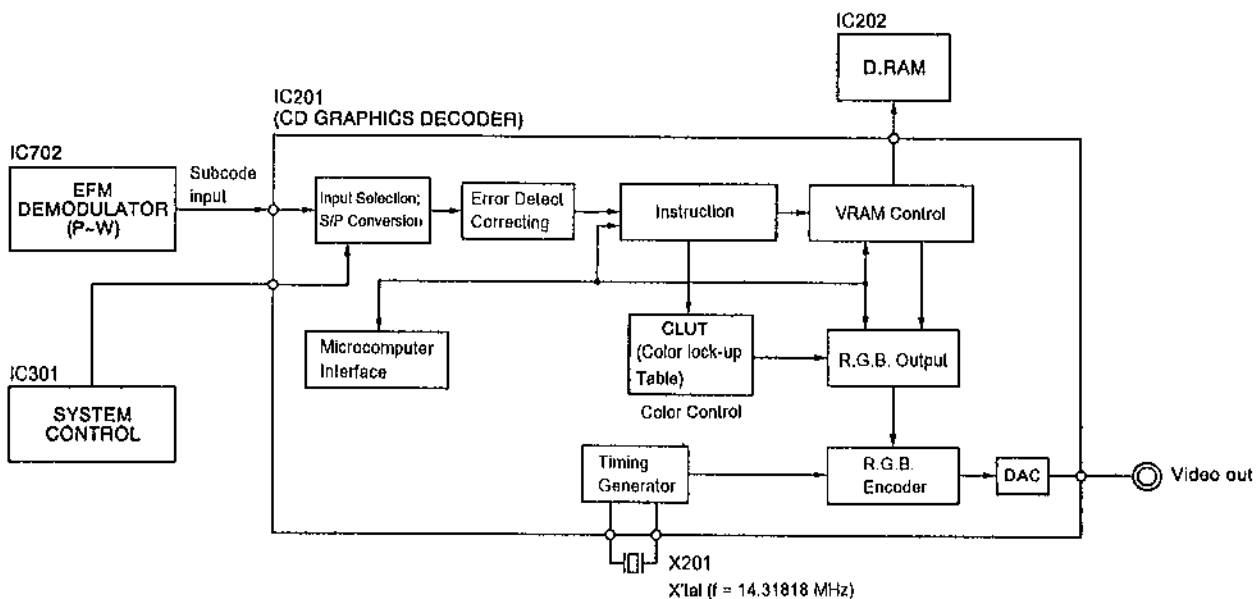 IC202
D.RAM
IC201
(CD GRAPHICS DECODER)
IC702
EFM
DEMODULATOR
(P~W)
Subcode
input
Input Selection;
S/P Conversion
Error Detect
Correcting
Instruction
VRAM Control
Microcomputer
Interface
CLUT
(Color lock-up
Table)
Color Control
R.G.B. Output
IC301
SYSTEM
CONTROL
Timing
Generator
R.G.B.
Encoder
DAC
Video out
X201
X'tal (f = 14.31818 MHz)